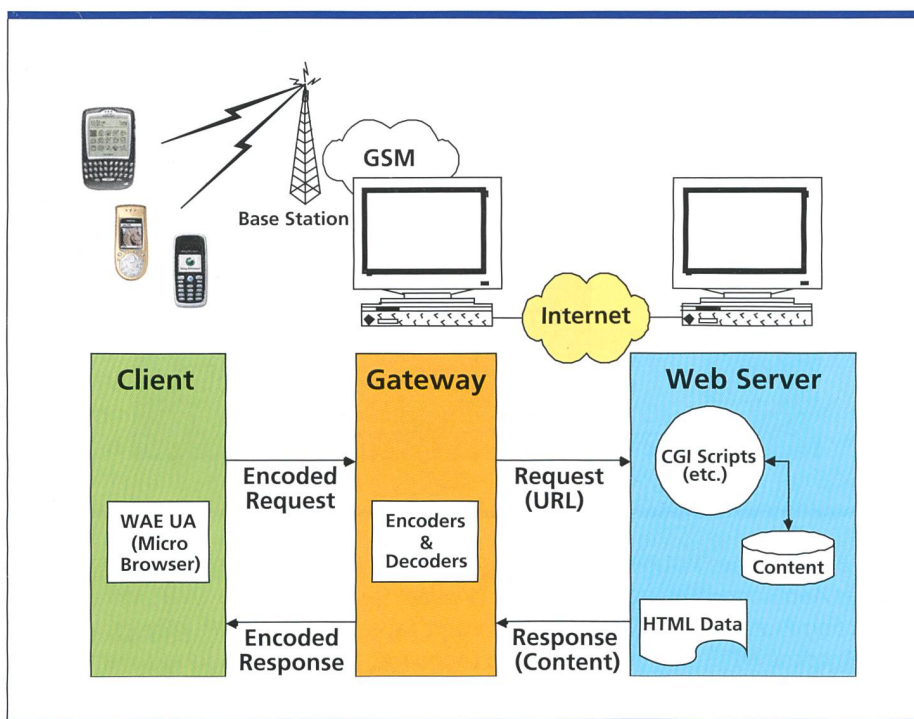 GSM
Base Station
Internet
Client
Gateway
Web Server
Encoded
Request
Request
(URL)
CGI Scripts
(etc.)
WAE UA
(Micro
Browser)
Encoders
&
Decoders
Content
HTML Data
Encoded
Response
Response
(Content)